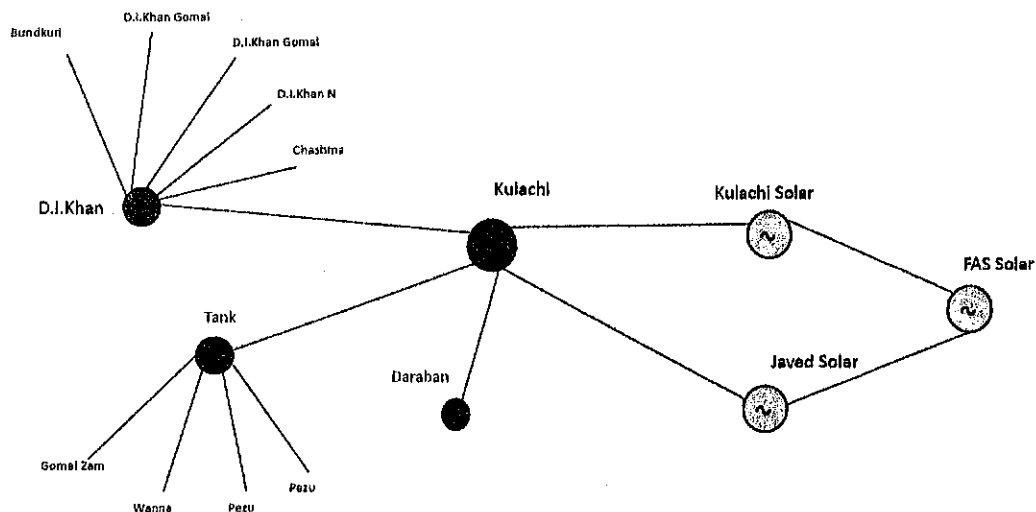 D.I.Khan Gomal
Bundkuri
D.I.Khan Gomal
D.I.Khan N
Chashma
Kulachi
Kulachi Solar
D.I.Khan
FAS Solar
Tank
Javed Solar
Daraban
Gomal Zam
Pezu
Wanna
Pezu